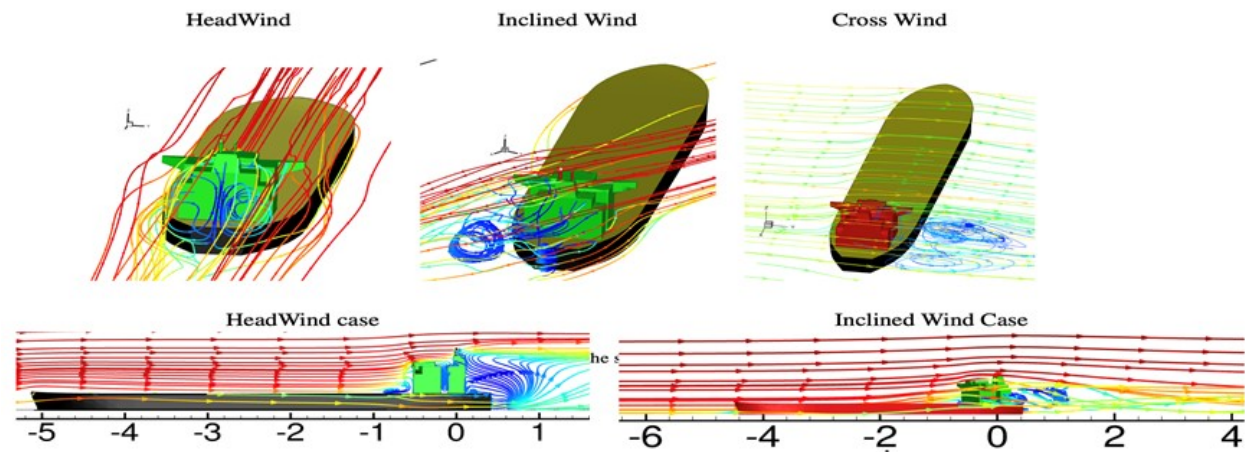 HeadWind
Inclined Wind
Cross Wind
HeadWind case
Inclined Wind Case
he s
-5 -4 -3 -2 -1 0 1
-6 -4 -2 0 2 4